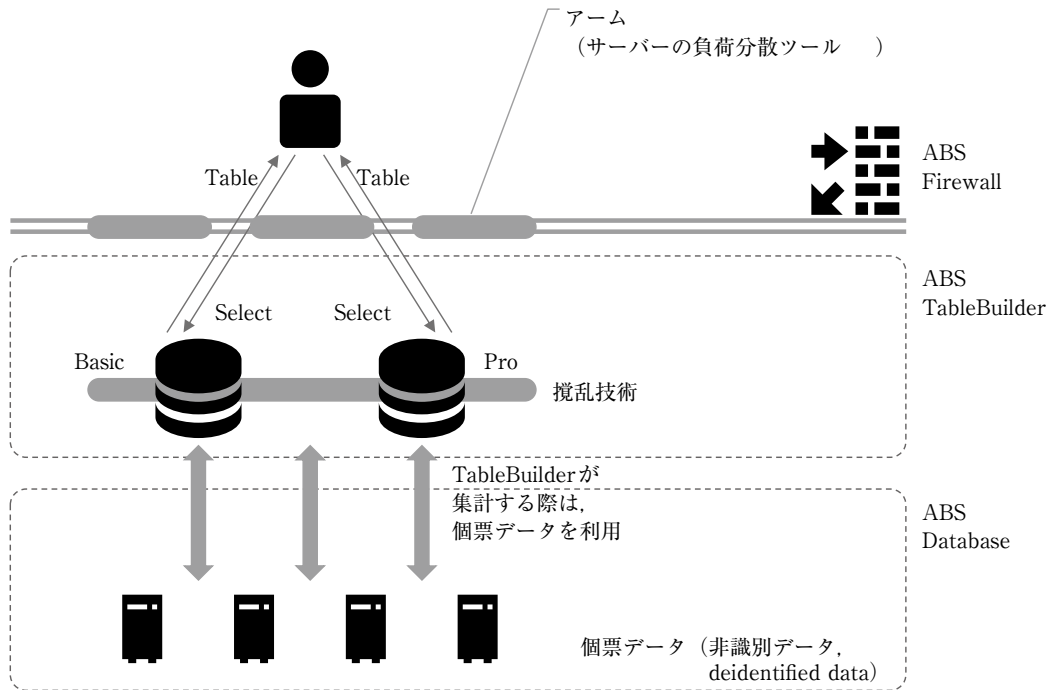 アーム
（サーバーの負荷分散ツール　）
ABS
Firewall
Table
Table
ABS
TableBuilder
Select
Select
Basic
Pro
撹乱技術
TableBuilderが
集計する際は,
個票データを利用
ABS
Database
個票データ（非識別データ,
deidentified data）